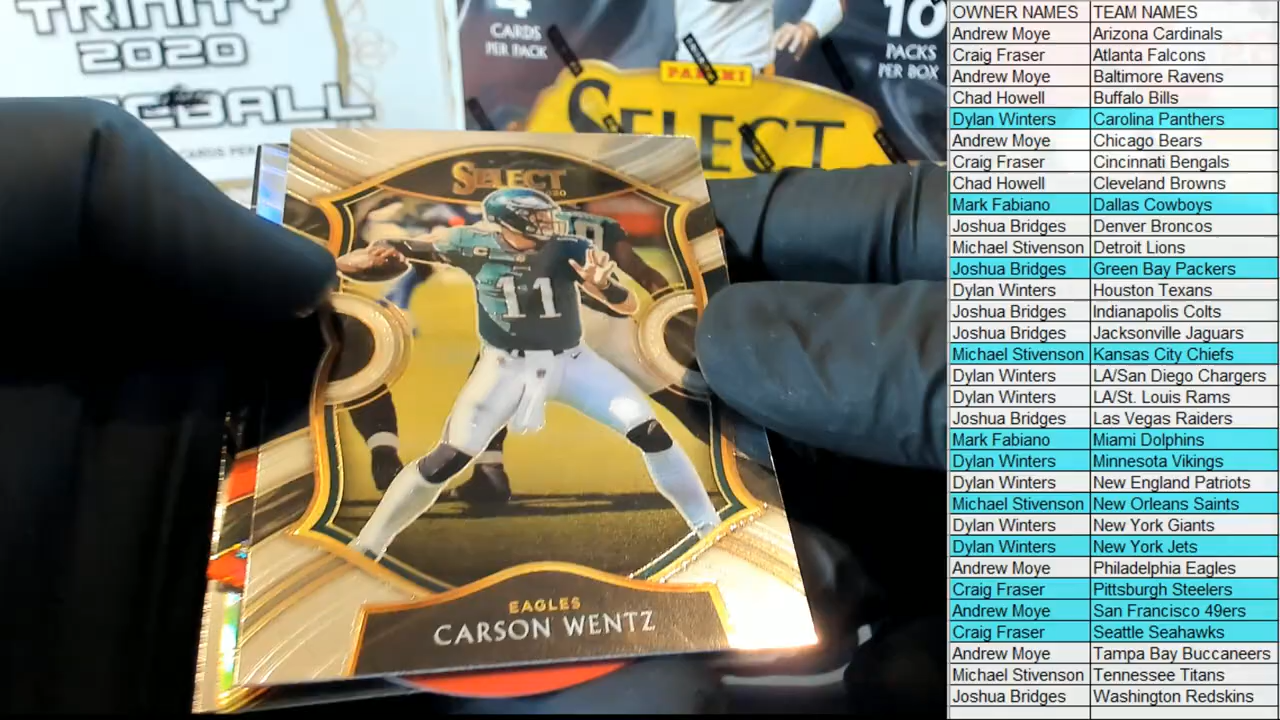 TRINITY
2020
CARDS PER
4
CARDS
PER PACK
10
PACKS
PER BOX
PANINI
SELECT
SELECT
2020
11
EAGLES
CARSON WENTZ
OWNER NAMES TEAM NAMES
Andrew Moye Arizona Cardinals
Craig Fraser Atlanta Falcons
Andrew Moye Baltimore Ravens
Chad Howell Buffalo Bills
Dylan Winters Carolina Panthers
Andrew Moye Chicago Bears
Craig Fraser Cincinnati Bengals
Chad Howell Cleveland Browns
Mark Fabiano Dallas Cowboys
Joshua Bridges Denver Broncos
Michael Stivenson Detroit Lions
Joshua Bridges Green Bay Packers
Dylan Winters Houston Texans
Joshua Bridges Indianapolis Colts
Joshua Bridges Jacksonville Jaguars
Michael Stivenson Kansas City Chiefs
Dylan Winters LA/San Diego Chargers
Dylan Winters LA/St. Louis Rams
Joshua Bridges Las Vegas Raiders
Mark Fabiano Miami Dolphins
Dylan Winters Minnesota Vikings
Dylan Winters New England Patriots
Michael Stivenson New Orleans Saints
Dylan Winters New York Giants
Dylan Winters New York Jets
Andrew Moye Philadelphia Eagles
Craig Fraser Pittsburgh Steelers
Andrew Moye San Francisco 49ers
Craig Fraser Seattle Seahawks
Andrew Moye Tampa Bay Buccaneers
Michael Stivenson Tennessee Titans
Joshua Bridges Washington Redskins